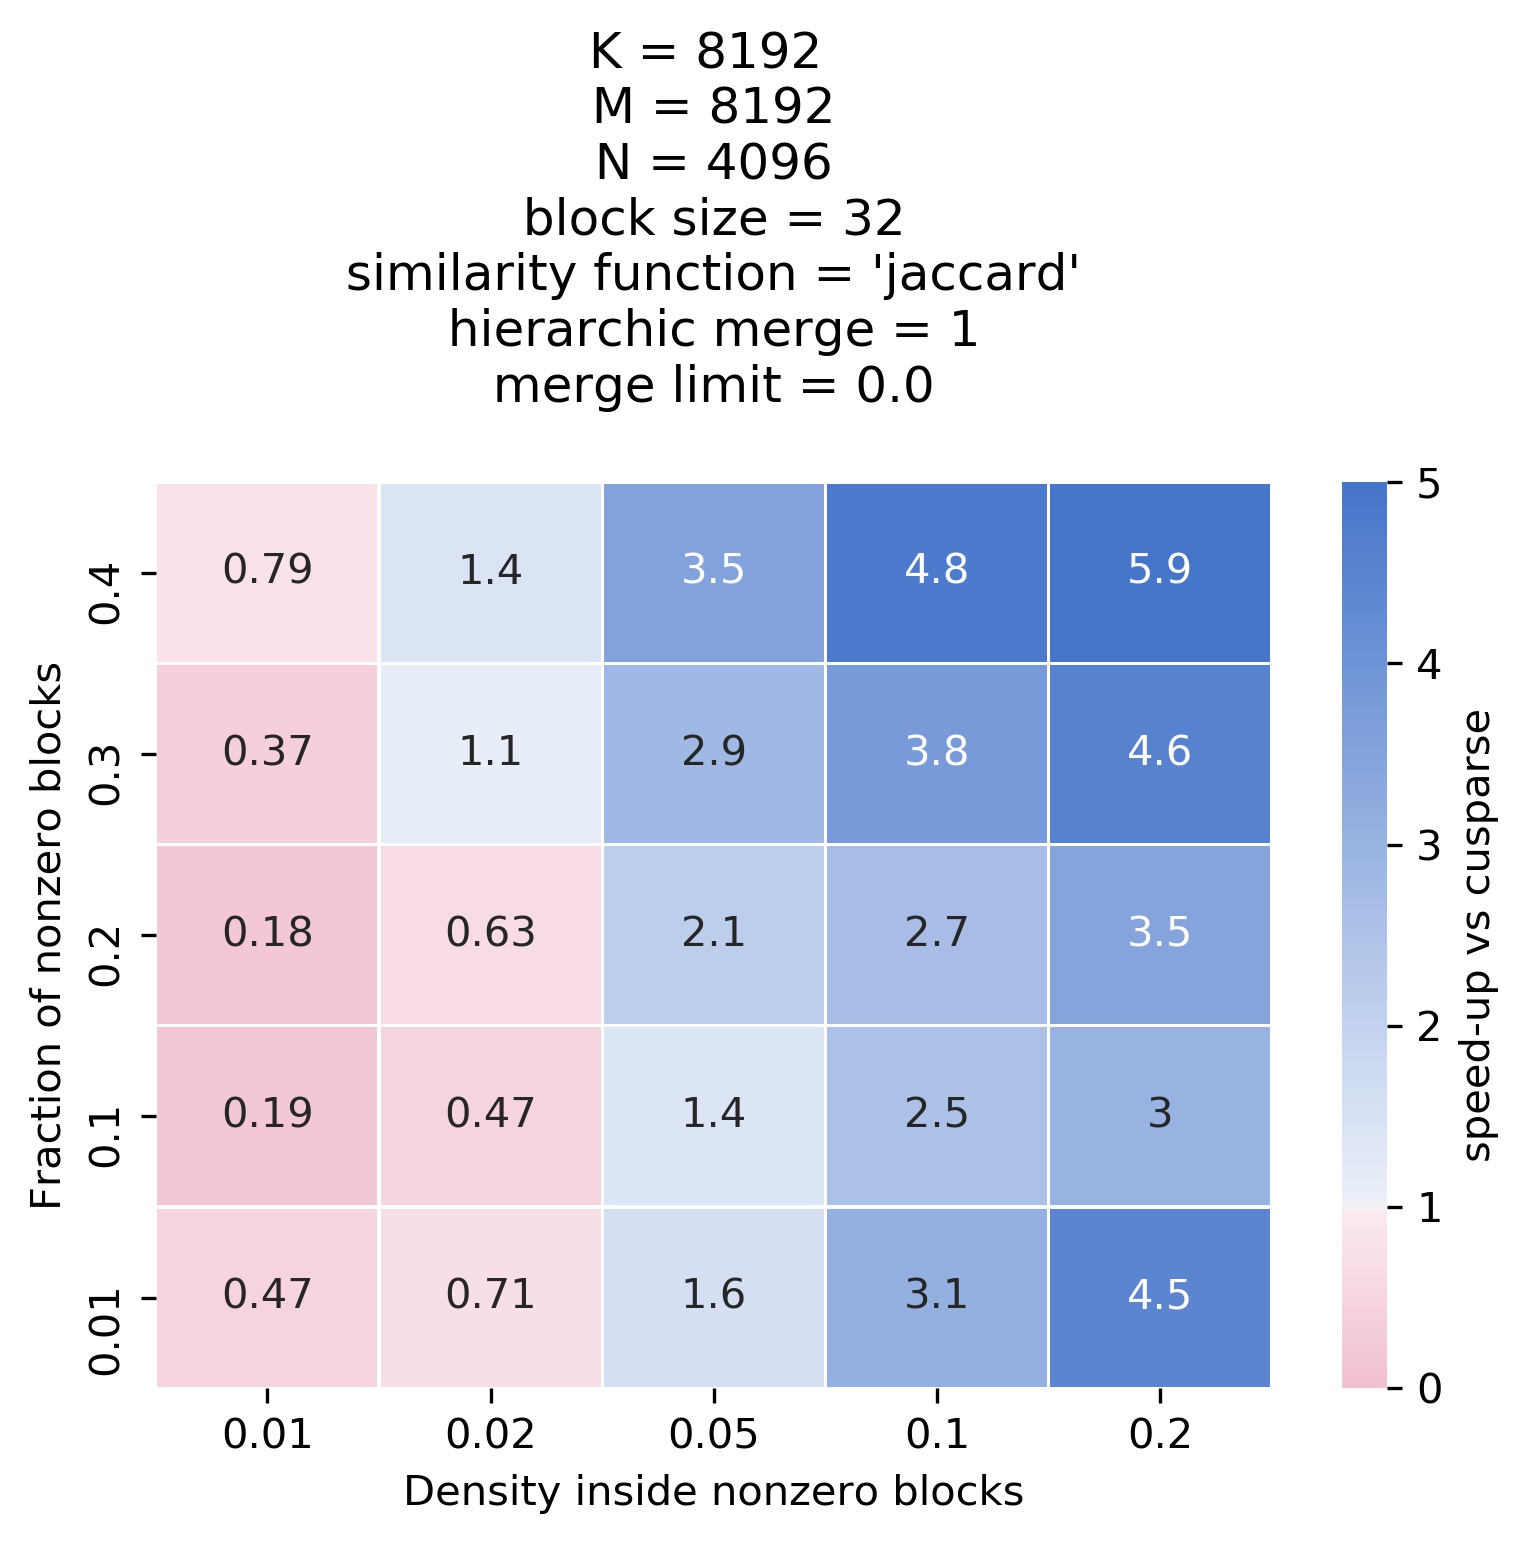 K = 8192
M = 8192
N = 4096
block size = 32
similarity function = 'jaccard'
hierarchic merge = 1
merge limit = 0.0
Fraction of nonzero blocks
0.4 0.79 1.4 3.5 4.8 5.9
0.3 0.37 1.1 2.9 3.8 4.6
0.2 0.18 0.63 2.1 2.7 3.5
0.1 0.19 0.47 1.4 2.5 3
0.01 0.47 0.71 1.6 3.1 4.5
0.01 0.02 0.05 0.1 0.2
Density inside nonzero blocks
5
4
3
2
1
0
speed-up vs cusparse